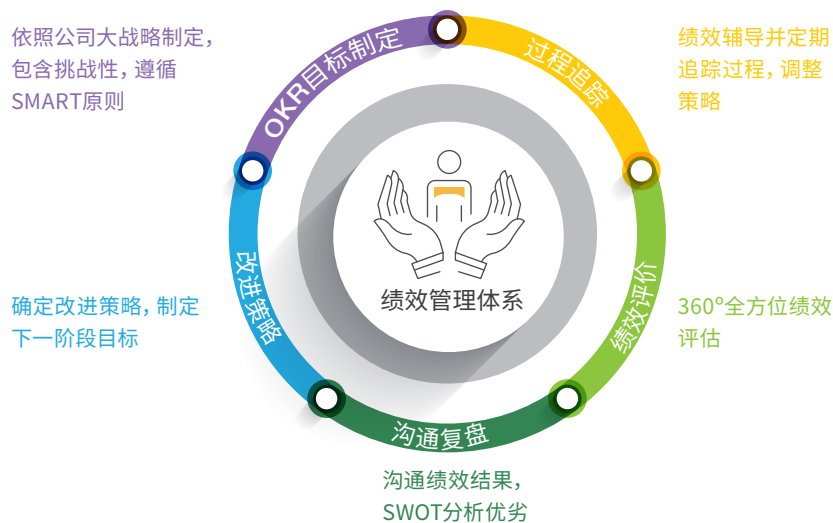 依照公司大战略制定，
包含挑战性，遵循
SMART原则
OKR目标制定
过程追踪
绩效辅导并定期
追踪过程，调整
策略
绩效管理体系
改进策略
确定改进策略，制定
下一阶段目标
绩效评价
360º全方位绩效
评估
沟通复盘
沟通绩效结果，
SWOT分析优劣